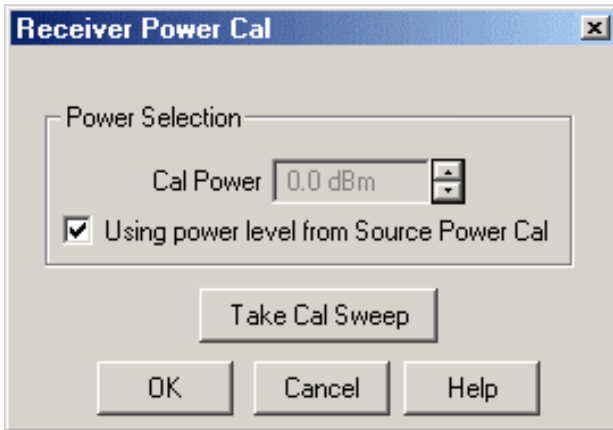 Receiver Power Cal
Power Selection
Cal Power 0.0 dBm
Using power level from Source Power Cal
Take Cal Sweep
OK Cancel Help